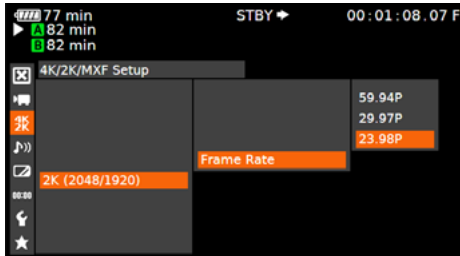 77 min STBY 00:01:08.07 F
A 82 min
B 82 min
4K/2K/MXF Setup
59.94P
4K
2K
29.97P
23.98P
Frame Rate
2K (2048/1920)
00:00